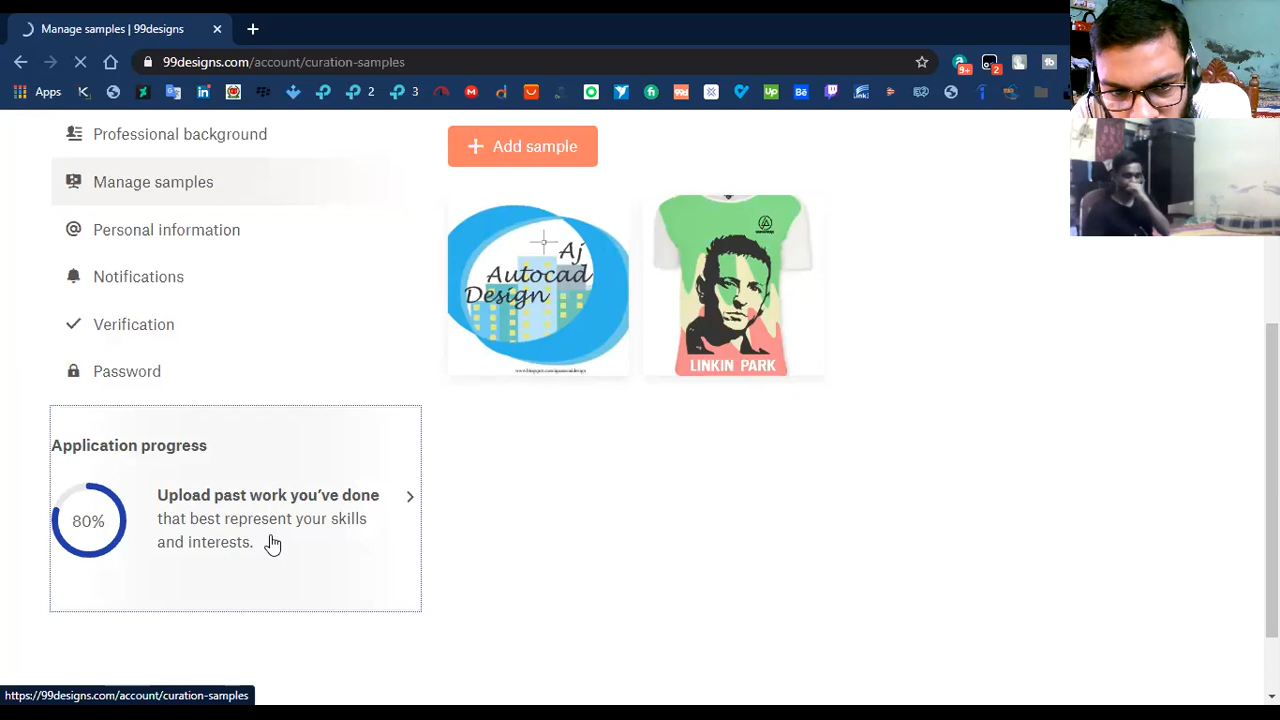 Manage samples | 99designs
99designs.com/account/curation-samples
9+
2
Apps
2
3
Professional background
Manage samples
Personal information
Notifications
Verification
Password
Application progress
80%
Upload past work you've done
that best represent your skills
and interests.
+ Add sample
Aj
Autocad
Design
LINKIN PARK
https://99designs.com/account/curation-samples